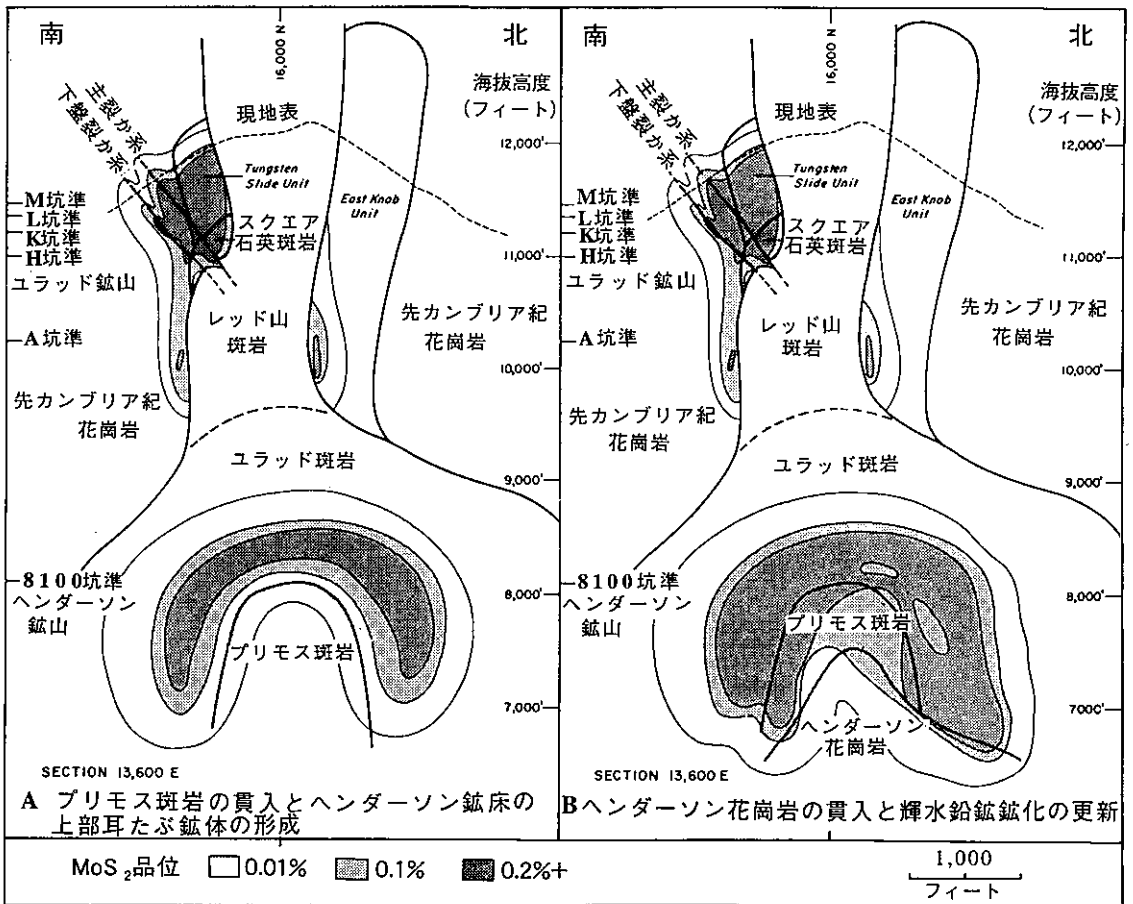 南
北
16,000 N
海抜高度
(フィート)
主裂か系
下盤裂か系
現地表
12,000'
Tungsten
Slide Unit
East Knob
Unit
M坑準
L坑準
K坑準
H坑準
スクエア
石英斑岩
11,000'
ユラッド鉱山
レッド山
斑岩
先カンブリア紀
花崗岩
A坑準
10,000'
先カンブリア紀
花崗岩
ユラッド斑岩
9,000'
8100坑準
ヘンダーソン
鉱山
8,000'
プリモス斑岩
7,000'
SECTION 13,600 E
A プリモス斑岩の貫入とヘンダーソン鉱床の
上部耳たぶ鉱体の形成
南
北
16,000 N
海抜高度
(フィート)
主裂か系
下盤裂か系
現地表
12,000'
Tungsten
Slide Unit
East Knob
Unit
M坑準
L坑準
K坑準
H坑準
スクエア
石英斑岩
11,000'
ユラッド鉱山
レッド山
斑岩
先カンブリア紀
花崗岩
A坑準
10,000'
先カンブリア紀
花崗岩
ユラッド斑岩
9,000'
8100坑準
ヘンダーソン
鉱山
8,000'
プリモス斑岩
7000'
ヘンダーソン
花崗岩
SECTION 13,600 E
Bヘンダーソン花崗岩の貫入と輝水鉛鉱鉱化の更新
MoS₂品位 0.01% 0.1% 0.2%+
1,000
フィート